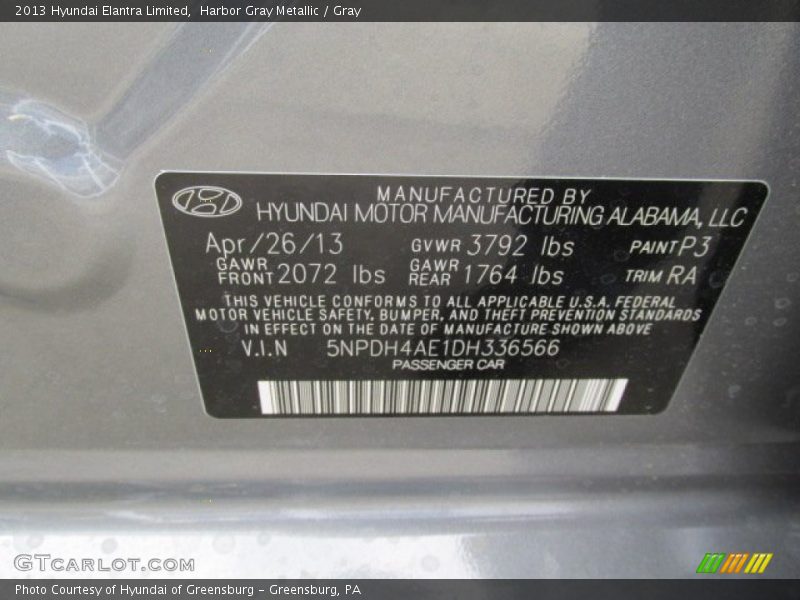 2013 Hyundai Elantra Limited,  Harbor Gray Metallic / Gray
MANUFACTURED BY
HYUNDAI MOTOR MANUFACTURING ALABAMA, LLC
Apr/26/13 GVWR 3792 lbs PAINT P3
GAWR FRONT 2072 lbs GAWR REAR 1764 lbs TRIM RA
THIS VEHICLE CONFORMS TO ALL APPLICABLE U.S.A. FEDERAL
MOTOR VEHICLE SAFETY, BUMPER, AND THEFT PREVENTION STANDARDS
IN EFFECT ON THE DATE OF MANUFACTURE SHOWN ABOVE
V.I.N 5NPDH4AE1DH336566
PASSENGER CAR
GTCARLOT.COM
Photo Courtesy of Hyundai of Greensburg – Greensburg, PA